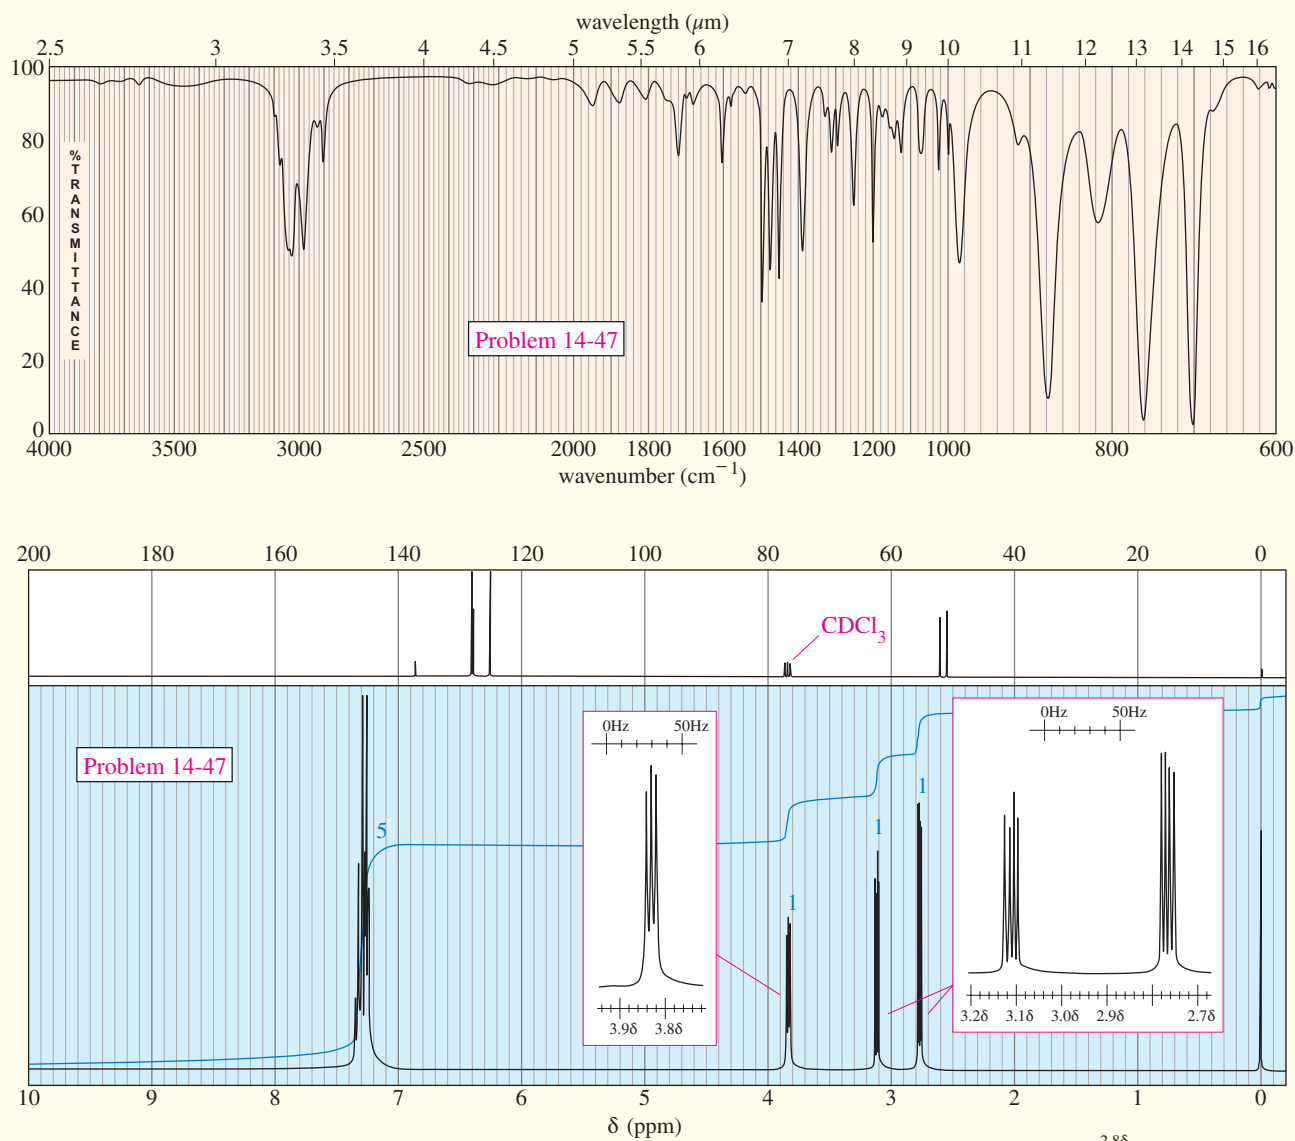 wavelength (μm)
2.5 3 3.5 4 4.5 5 5.5 6 7 8 9 10 11 12 13 14 15 16
100
80
60
40
20
0
%TRANSMITTANCE
Problem 14-47
4000 3500 3000 2500 2000 1800 1600 1400 1200 1000 800 600
wavenumber (cm⁻¹)
200 180 160 140 120 100 80 60 40 20 0
CDCl₃
Problem 14-47
0Hz 50Hz
0Hz 50Hz
5
1
1
1
3.9δ 3.8δ
3.2δ 3.1δ 3.0δ 2.9δ 2.7δ
10 9 8 7 6 5 4 3 2 1 0
δ (ppm)
2.8δ